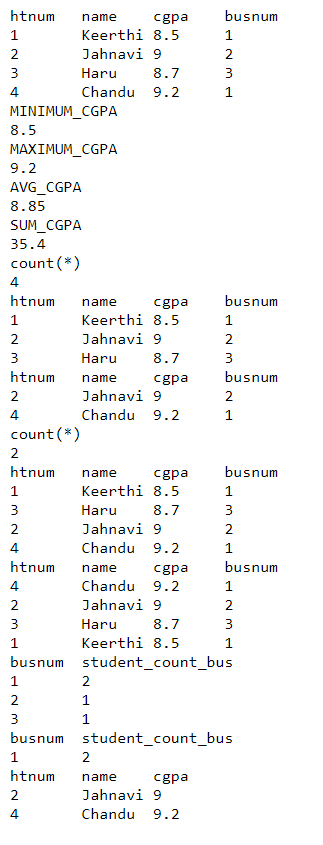 htnum name cgpa busnum
1 Keerthi 8.5 1
2 Jahnavi 9 2
3 Haru 8.7 3
4 Chandu 9.2 1
MINIMUM_CGPA
8.5
MAXIMUM_CGPA
9.2
AVG_CGPA
8.85
SUM_CGPA
35.4
count(*)
4
htnum name cgpa busnum
1 Keerthi 8.5 1
2 Jahnavi 9 2
3 Haru 8.7 3
htnum name cgpa busnum
2 Jahnavi 9 2
4 Chandu 9.2 1
count(*)
2
htnum name cgpa busnum
1 Keerthi 8.5 1
3 Haru 8.7 3
2 Jahnavi 9 2
4 Chandu 9.2 1
htnum name cgpa busnum
4 Chandu 9.2 1
2 Jahnavi 9 2
3 Haru 8.7 3
1 Keerthi 8.5 1
busnum student_count_bus
1 2
2 1
3 1
busnum student_count_bus
1 2
htnum name cgpa
2 Jahnavi 9
4 Chandu 9.2